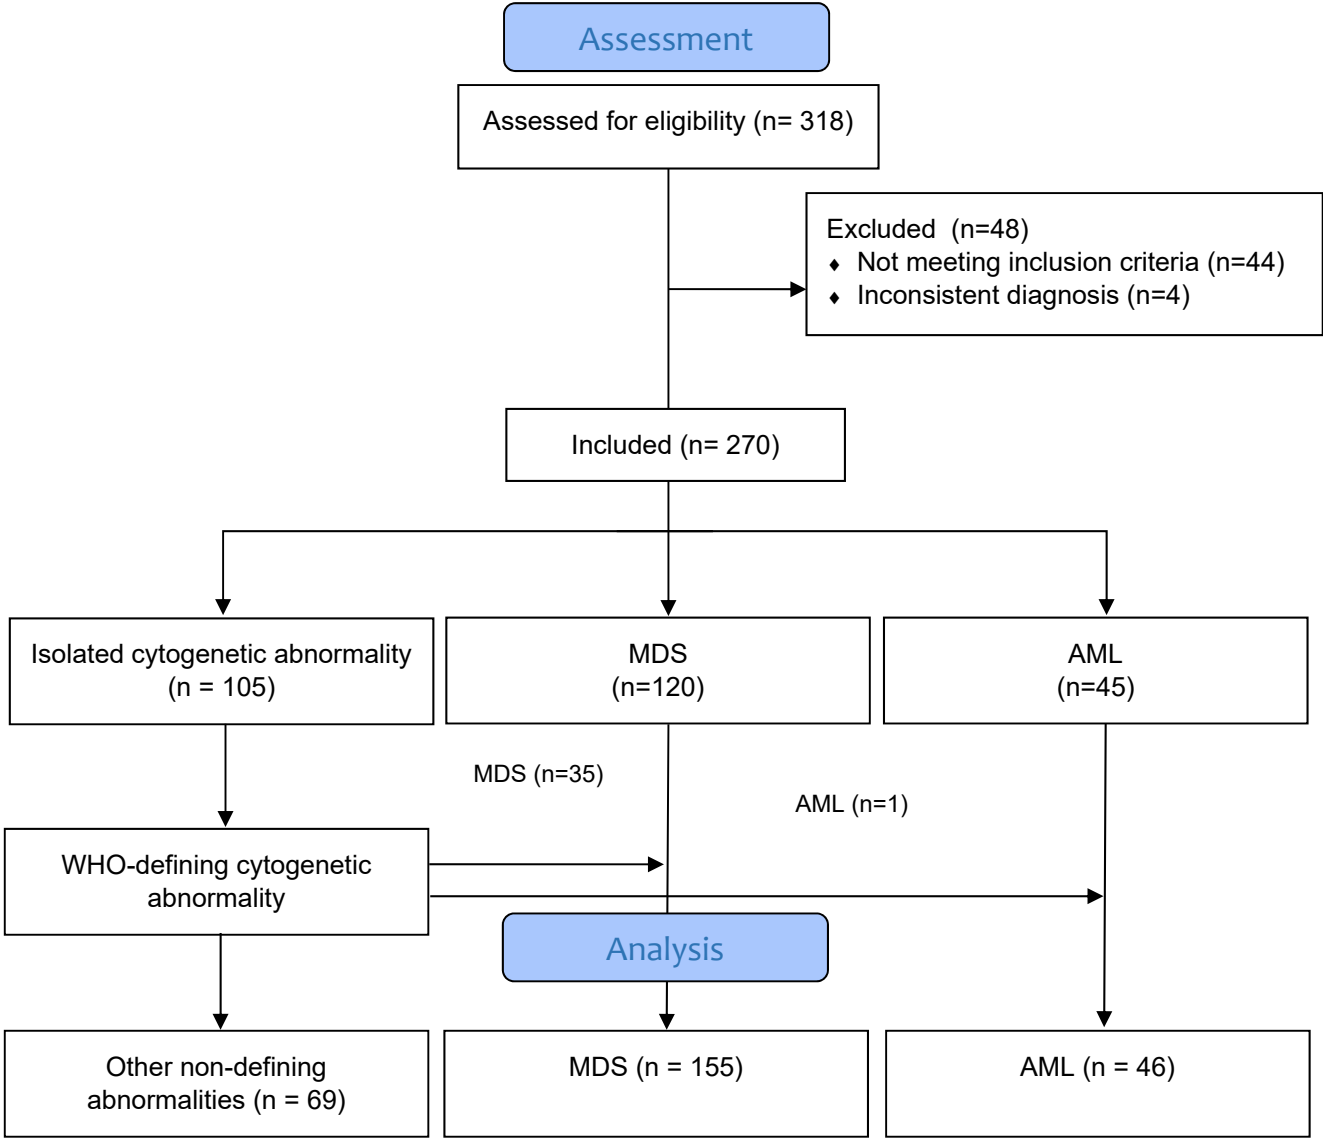 Assessment
Assessed for eligibility (n= 318)
Excluded  (n=48)
♦ Not meeting inclusion criteria (n=44)
♦ Inconsistent diagnosis (n=4)
Included (n= 270)
Isolated cytogenetic abnormality
(n = 105)
MDS
(n=120)
AML
(n=45)
MDS (n=35)
AML (n=1)
WHO-defining cytogenetic
abnormality
Analysis
Other non-defining
abnormalities (n = 69)
MDS (n = 155)
AML (n = 46)